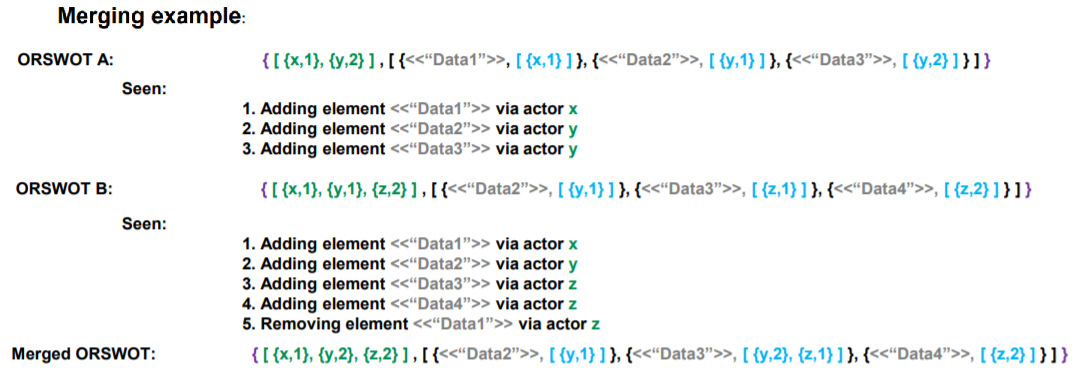 Merging example:
ORSWOT A: { [ {x,1}, {y,2} ] , [ {<<“Data1”>>, [ {x,1} ] }, {<<“Data2”>>, [ {y,1} ] }, {<<“Data3”>>, [ {y,2} ] } ] }
Seen:
1. Adding element <<“Data1”>> via actor x
2. Adding element <<“Data2”>> via actor y
3. Adding element <<“Data3”>> via actor y
ORSWOT B: { [ {x,1}, {y,1}, {z,2} ] , [ {<<“Data2”>>, [ {y,1} ] }, {<<“Data3”>>, [ {z,1} ] }, {<<“Data4”>>, [ {z,2} ] } ] }
Seen:
1. Adding element <<“Data1”>> via actor x
2. Adding element <<“Data2”>> via actor y
3. Adding element <<“Data3”>> via actor z
4. Adding element <<“Data4”>> via actor z
5. Removing element <<“Data1”>> via actor z
Merged ORSWOT: { [ {x,1}, {y,2}, {z,2} ] , [ {<<“Data2”>>, [ {y,1} ] }, {<<“Data3”>>, [ {y,2}, {z,1} ] }, {<<“Data4”>>, [ {z,2} ] } ] }